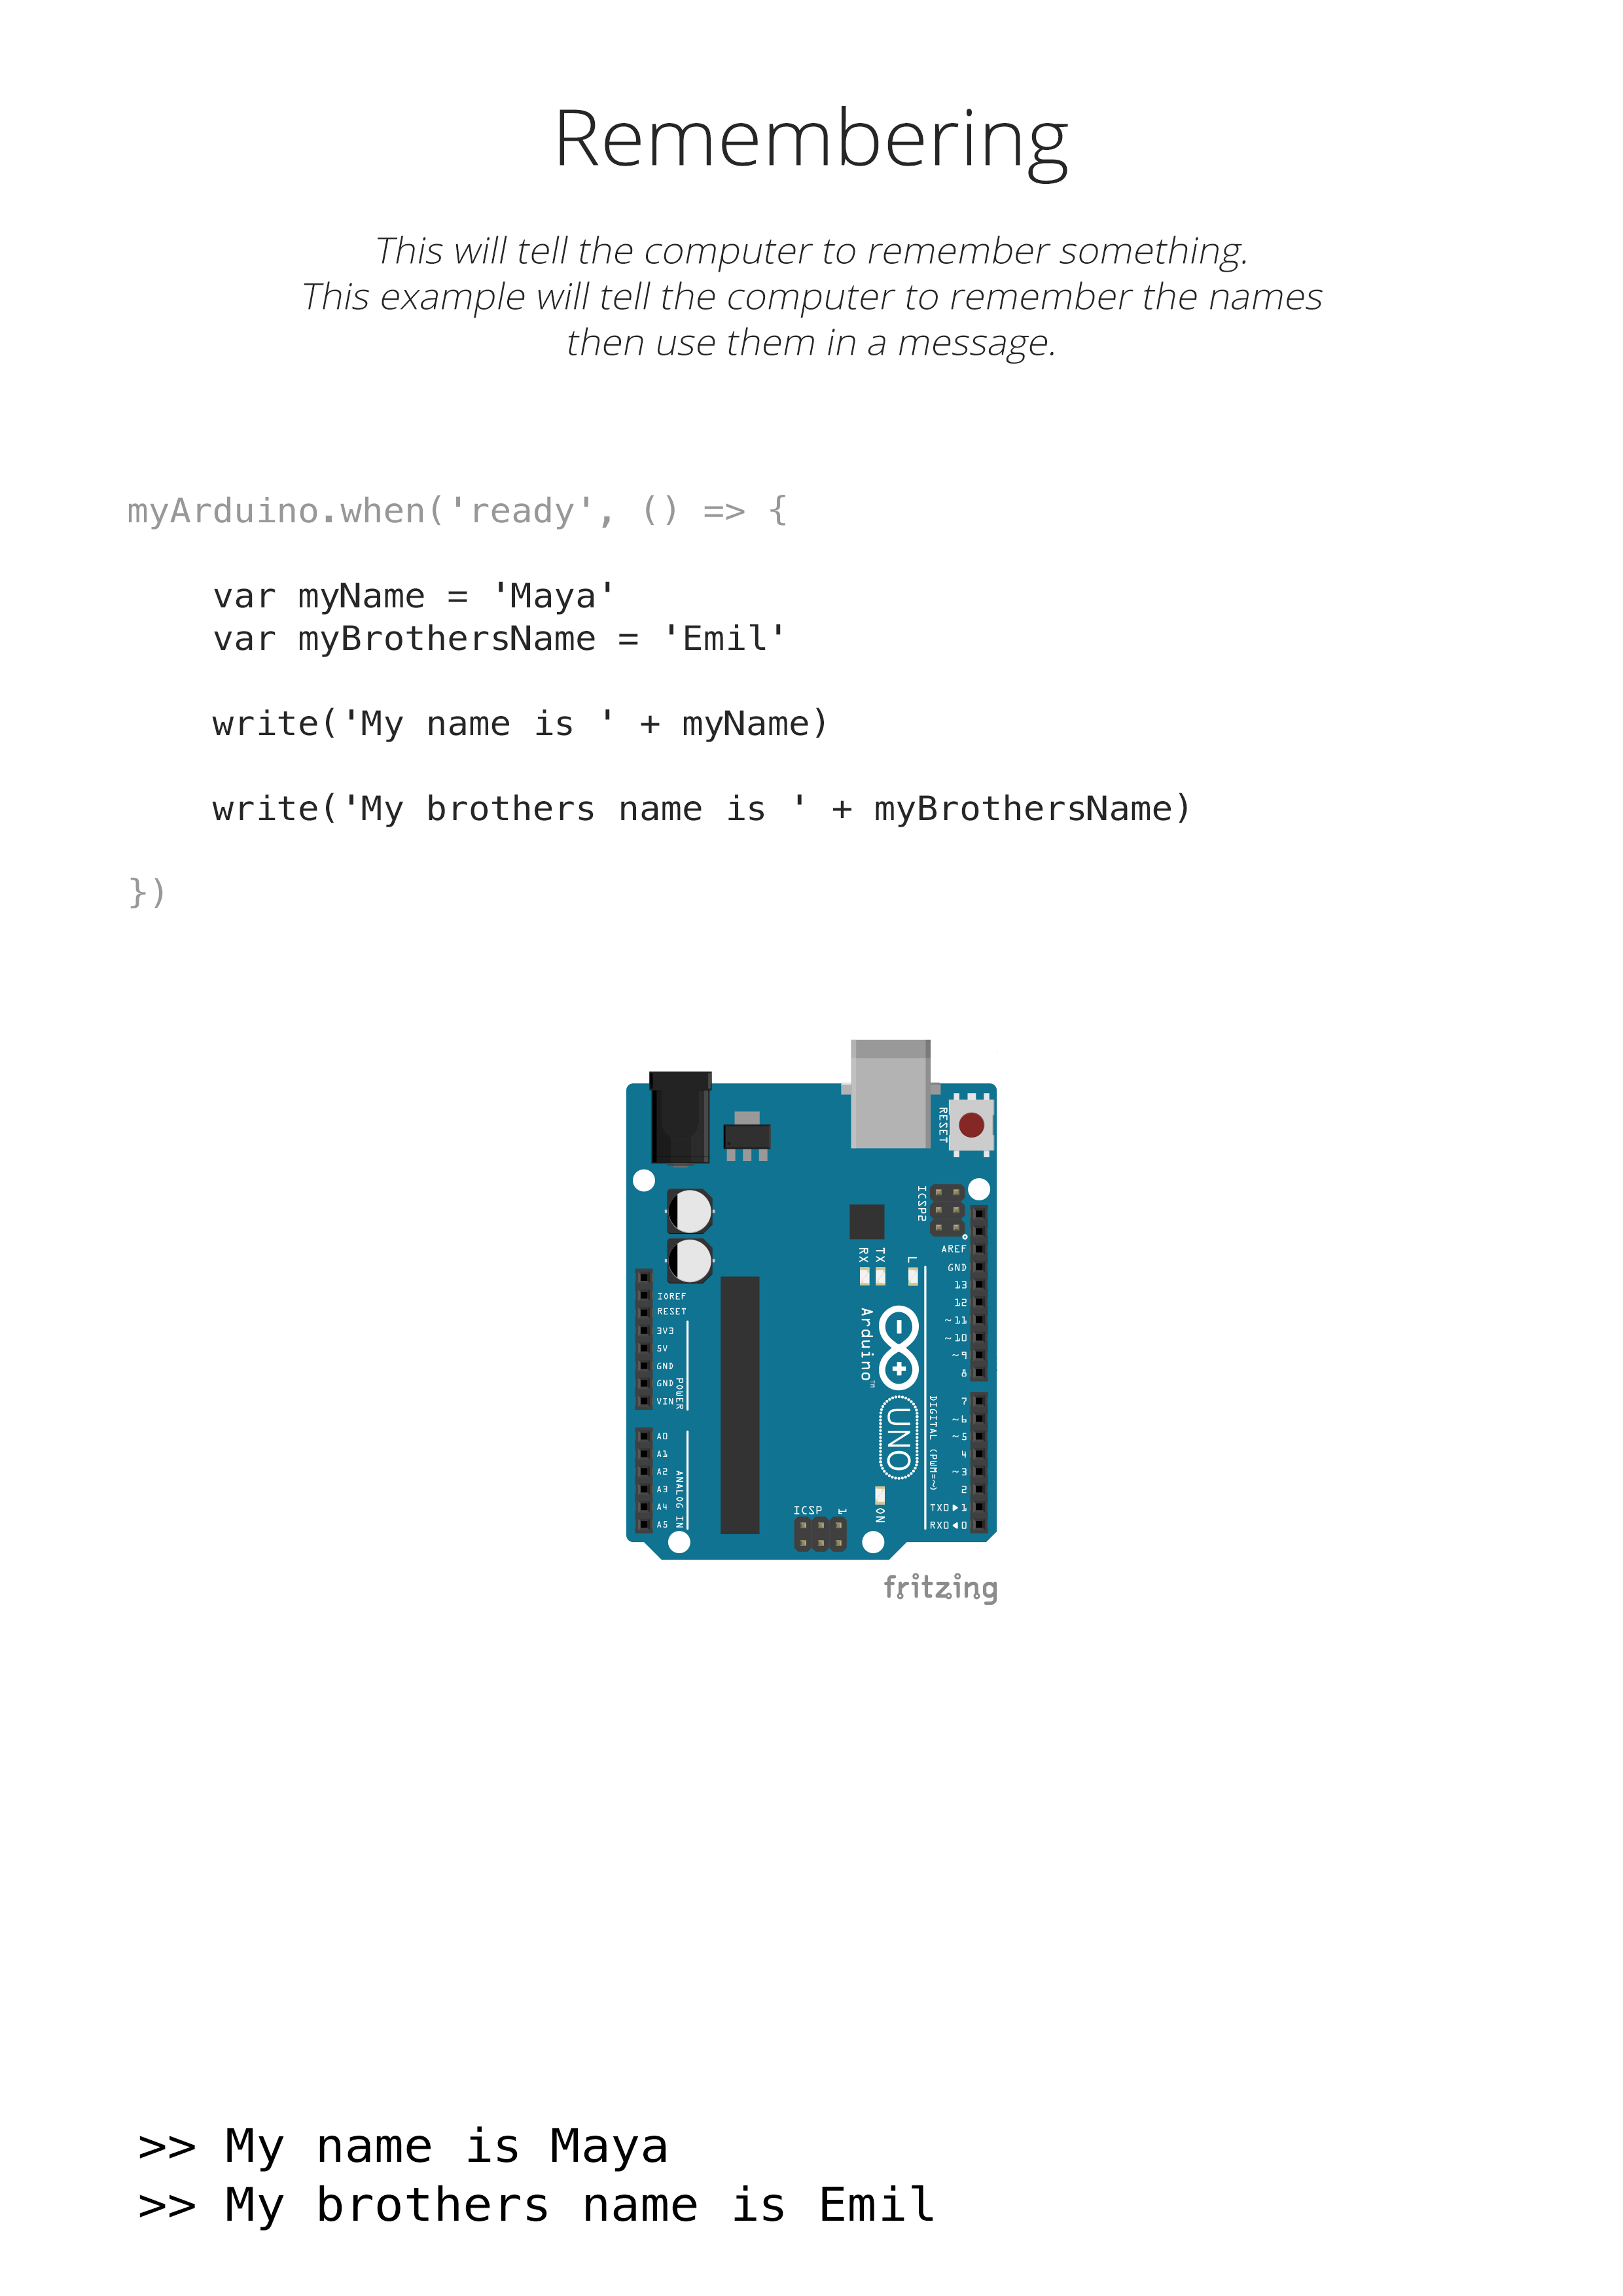 Remembering
This will tell the computer to remember something.
This example will tell the computer to remember the names
then use them in a message.
myArduino.when('ready', () => {
var myName = 'Maya'
var myBrothersName = 'Emil'
write('My name is ' + myName)
write('My brothers name is ' + myBrothersName)
})
RESET
ICSP2
AREF
GND
13
12
~11
~10
~9
8
7
~6
~5
4
~3
2
TX0▶1
RX0◀0
DIGITAL (PWM=~)
L
TX
RX
Arduino™
UNO
ON
ICSP
1
IOREF
RESET
3V3
5V
GND
GND
VIN
POWER
A0
A1
A2
A3
A4
A5
ANALOG IN
fritzing
>> My name is Maya
>> My brothers name is Emil